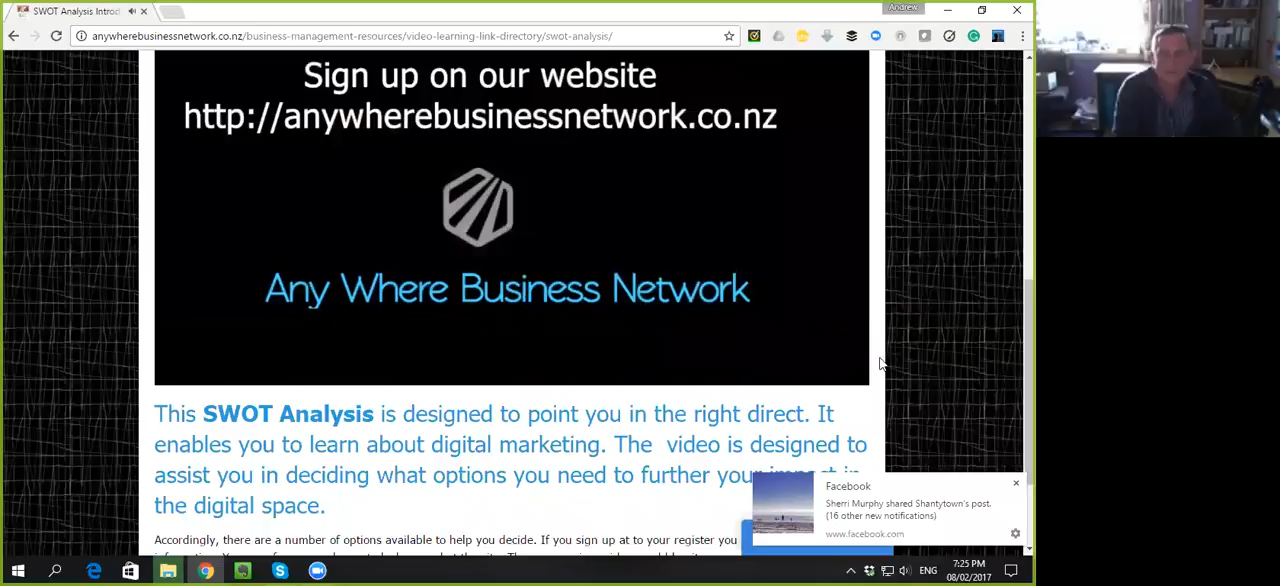 SWOT Analysis Introd
Andrew
anywherebusinessnetwork.co.nz/business-management-resources/video-learning-link-directory/swot-analysis/
Sign up on our website
http://anywherebusinessnetwork.co.nz
Any Where Business Network
This SWOT Analysis is designed to point you in the right direct. It
enables you to learn about digital marketing. The video is designed to
assist you in deciding what options you need to further your impact in
the digital space.
Accordingly, there are a number of options available to help you decide. If you sign up at to your register you
Facebook
Sherri Murphy shared Shantytown's post.
(16 other new notifications)
www.facebook.com
ENG
7:25 PM
08/02/2017